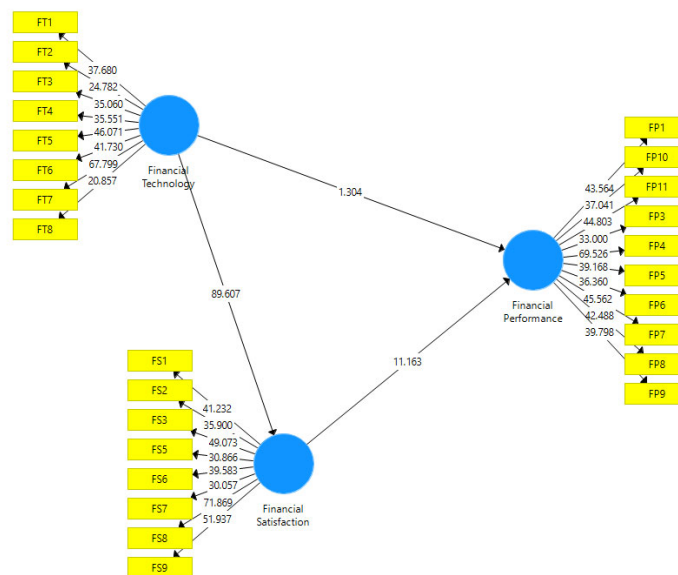 FT1
FT2
FT3
FT4
FT5
FT6
FT7
FT8
37.680
24.782
35.060
35.551
46.071
41.730
67.799
20.857
Financial
Technology
1.304
89.607
11.163
FP1
FP10
FP11
FP3
FP4
FP5
FP6
FP7
FP8
FP9
43.564
37.041
44.803
33.000
69.526
39.168
36.360
45.562
42.488
39.798
Financial
Performance
FS1
FS2
FS3
FS5
FS6
FS7
FS8
FS9
41.232
35.900
49.073
30.866
39.583
30.057
71.869
51.937
Financial
Satisfaction